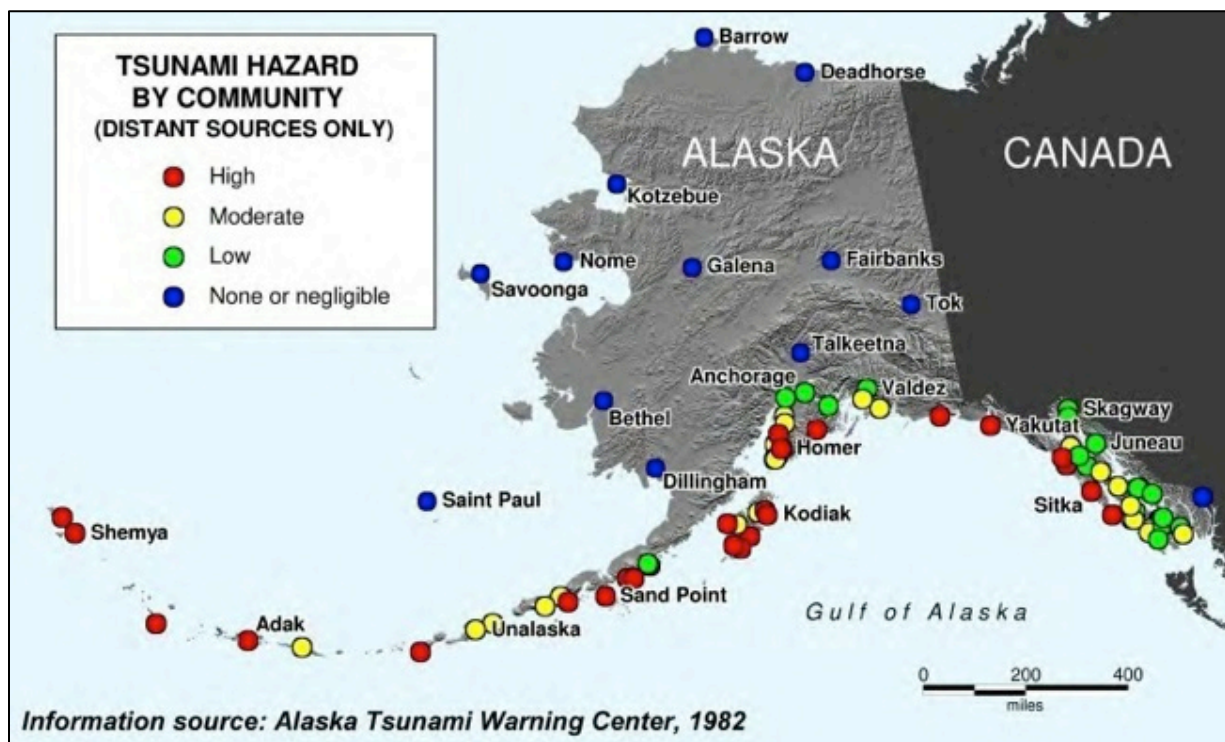 TSUNAMI HAZARD
BY COMMUNITY
(DISTANT SOURCES ONLY)
High
Moderate
Low
None or negligible
Barrow
Deadhorse
ALASKA
CANADA
Kotzebue
Nome
Galena
Fairbanks
Savoonga
Tok
Talkeetna
Anchorage
Valdez
Bethel
Skagway
Yakutat
Juneau
Homer
Dillingham
Saint Paul
Sitka
Kodiak
Shemya
Sand Point
Gulf of Alaska
Adak
Unalaska
0 200 400
miles
Information source: Alaska Tsunami Warning Center, 1982